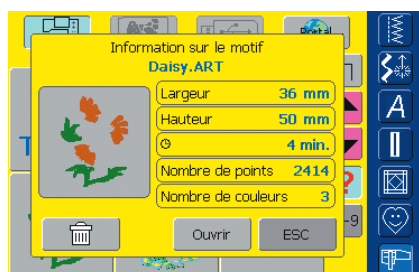 Portal
Information sur le motif
Daisy.ART
Largeur 36 mm
Hauteur 50 mm
4 min.
Nombre de points 2414
Nombre de couleurs 3
Ouvrir
ESC
A
T
?
-9